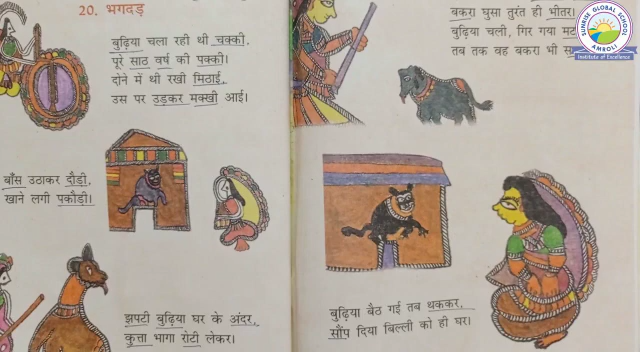 20. भगदड़
बुढ़िया चला रही थी चक्की,
पूरे साठ वर्ष की पक्की।
दोने में थी रखी मिठाई,
उस पर उड़कर मक्खी आई।
बाँस उठाकर दौड़ी,
खाने लगी पकौड़ी।
झपटी बुढ़िया घर के अंदर,
कुत्ता भागा रोटी लेकर।
बकरा घुसा तुरंत ही भीतर।
बुढ़िया चली, गिर गया
तब तक वह बकरा भी
बुढ़िया बैठ गई तब थककर,
सौंप दिया बिल्ली को ही घर।
SUNRISE GLOBAL SCHOOL
AMBOLI
Institute of Excellence